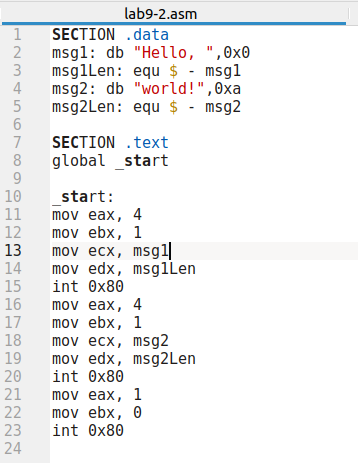 lab9-2.asm
1 SECTION .data
2 msg1: db "Hello, ",0x0
3 msg1Len: equ $ - msg1
4 msg2: db "world!",0xa
5 msg2Len: equ $ - msg2
6
7 SECTION .text
8 global _start
9
10 _start:
11 mov eax, 4
12 mov ebx, 1
13 mov ecx, msg1
14 mov edx, msg1Len
15 int 0x80
16 mov eax, 4
17 mov ebx, 1
18 mov ecx, msg2
19 mov edx, msg2Len
20 int 0x80
21 mov eax, 1
22 mov ebx, 0
23 int 0x80
24